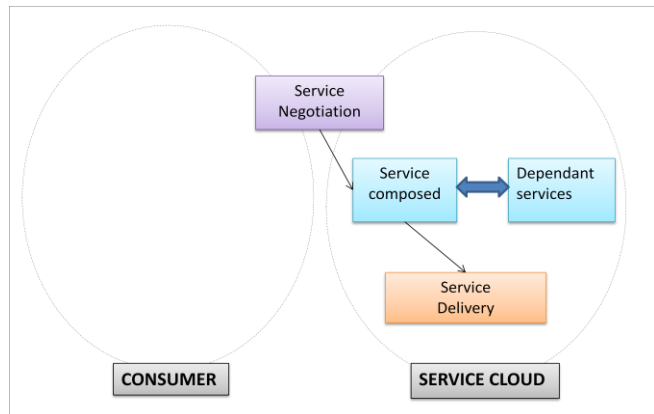 Service
Negotiation
Service
composed
Dependant
services
Service
Delivery
CONSUMER
SERVICE CLOUD